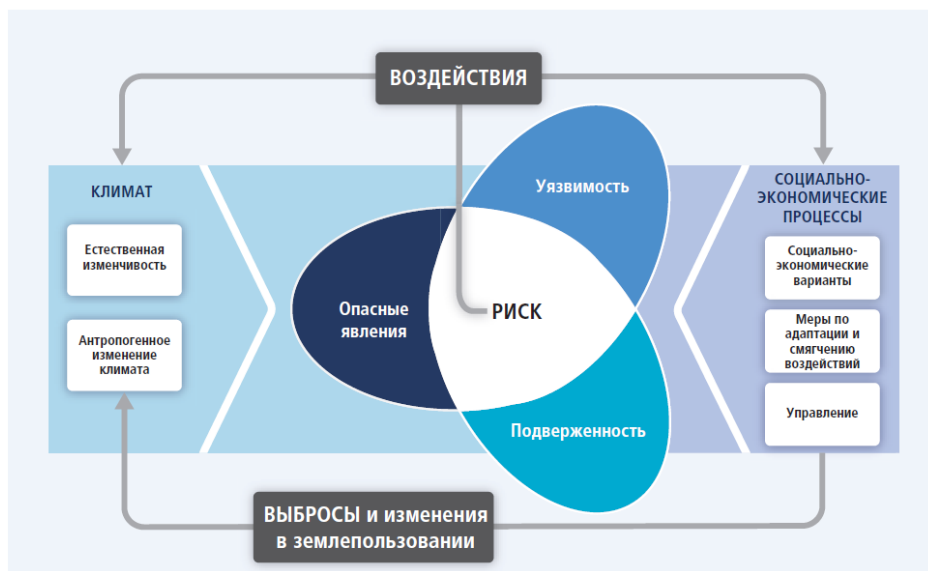 ВОЗДЕЙСТВИЯ
КЛИМАТ
Естественная
изменчивость
Антропогенное
изменение
климата
Опасные
явления
Уязвимость
РИСК
Подверженность
СОЦИАЛЬНО-
ЭКОНОМИЧЕСКИЕ
ПРОЦЕССЫ
Социально-
экономические
варианты
Меры по
адаптации и
смягчению
воздействий
Управление
ВЫБРОСЫ и изменения
в землепользовании